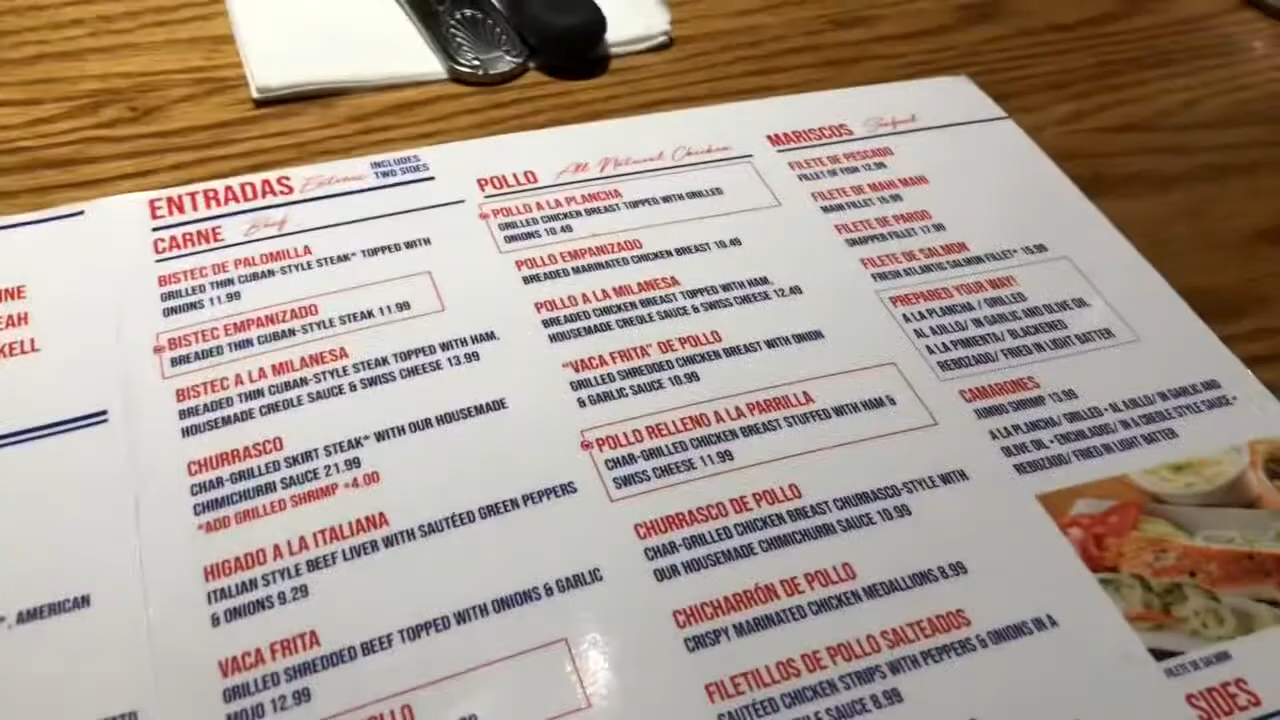 UNE
EAH
KELL
*, AMERICAN
ENTRADAS Entrees INCLUDES
TWO SIDES
CARNE Beef
BISTEC DE PALOMILLA
GRILLED THIN CUBAN-STYLE STEAK* TOPPED WITH
ONIONS 11.99
BISTEC EMPANIZADO
BREADED THIN CUBAN-STYLE STEAK 11.99
BISTEC A LA MILANESA
BREADED THIN CUBAN-STYLE STEAK TOPPED WITH HAM,
HOUSEMADE CREOLE SAUCE & SWISS CHEESE 13.99
CHURRASCO
CHAR-GRILLED SKIRT STEAK* WITH OUR HOUSEMADE
CHIMICHURRI SAUCE 21.99
*ADD GRILLED SHRIMP +4.00
HIGADO A LA ITALIANA
ITALIAN STYLE BEEF LIVER WITH SAUTÉED GREEN PEPPERS
& ONIONS 9.29
VACA FRITA
GRILLED SHREDDED BEEF TOPPED WITH ONIONS & GARLIC
MOJO 12.99
POLLO All Natural Chicken
POLLO A LA PLANCHA
GRILLED CHICKEN BREAST TOPPED WITH GRILLED
ONIONS 10.49
POLLO EMPANIZADO
BREADED MARINATED CHICKEN BREAST 10.49
POLLO A LA MILANESA
BREADED CHICKEN BREAST TOPPED WITH HAM,
HOUSEMADE CREOLE SAUCE & SWISS CHEESE 12.49
"VACA FRITA" DE POLLO
GRILLED SHREDDED CHICKEN BREAST WITH ONION
& GARLIC SAUCE 10.99
POLLO RELLENO A LA PARRILLA
CHAR-GRILLED CHICKEN BREAST STUFFED WITH HAM &
SWISS CHEESE 11.99
CHURRASCO DE POLLO
CHAR-GRILLED CHICKEN BREAST CHURRASCO-STYLE WITH
OUR HOUSEMADE CHIMICHURRI SAUCE 10.99
CHICHARRÓN DE POLLO
CRISPY MARINATED CHICKEN MEDALLIONS 8.99
FILETILLOS DE POLLO SALTEADOS
SAUTÉED CHICKEN STRIPS WITH PEPPERS & ONIONS IN A
SAUCE 8.99
MARISCOS Seafood
FILETE DE PESCADO
FILLET OF FISH 12.99
FILETE DE MAHI MAHI
MAHI FILLET 15.99
FILETE DE PARGO
SNAPPER FILLET 17.99
FILETE DE SALMON
FRESH ATLANTIC SALMON FILLET* 15.99
PREPARED YOUR WAY!
A LA PLANCHA / GRILLED
AL AJILLO/ IN GARLIC AND OLIVE OIL
A LA PIMIENTA/ BLACKENED
REBOZADO/ FRIED IN LIGHT BATTER
CAMARONES
JUMBO SHRIMP 13.99
A LA PLANCHA/ GRILLED - AL AJILLO/ IN GARLIC AND
OLIVE OIL - ENCHILADOS/ IN A CREOLE STYLE SAUCE -
REBOZADO/ FRIED IN LIGHT BATTER
FILETE DE SALMON
SIDES